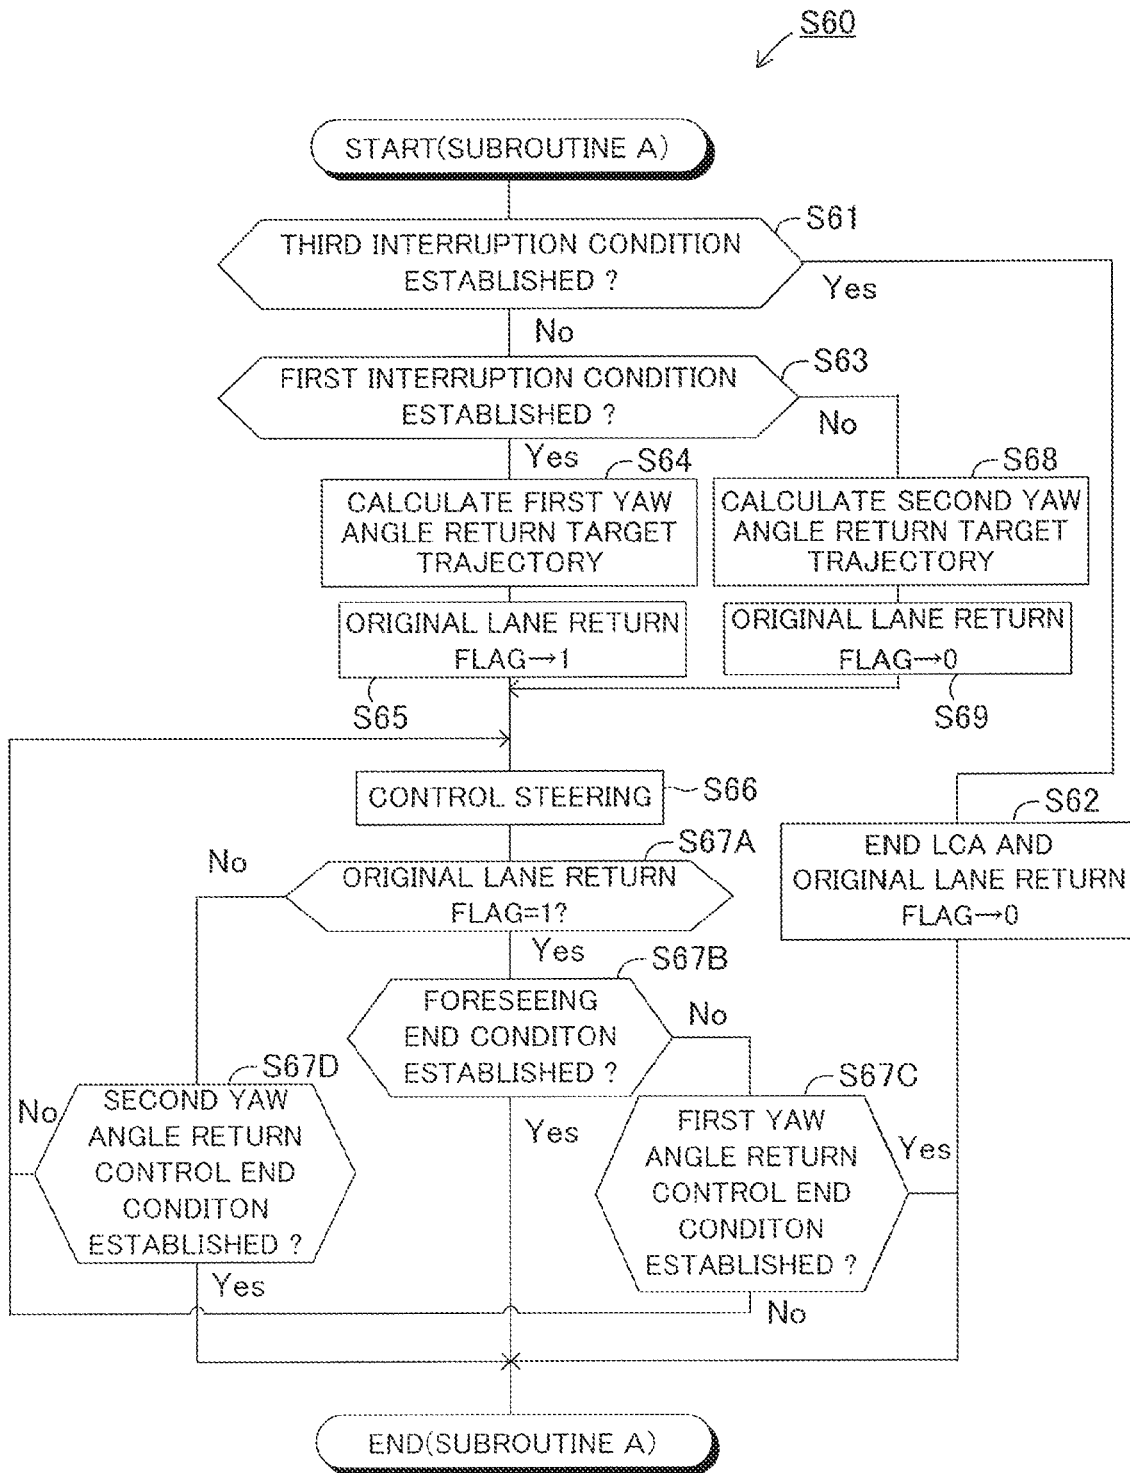 S60
START(SUBROUTINE A)
S61
THIRD INTERRUPTION CONDITION
ESTABLISHED ?
Yes
No
S63
FIRST INTERRUPTION CONDITION
ESTABLISHED ?
No
Yes
S64
S68
CALCULATE FIRST YAW
ANGLE RETURN TARGET
TRAJECTORY
CALCULATE SECOND YAW
ANGLE RETURN TARGET
TRAJECTORY
ORIGINAL LANE RETURN
FLAG→1
ORIGINAL LANE RETURN
FLAG→0
S65
S69
CONTROL STEERING
S66
S62
END LCA AND
ORIGINAL LANE RETURN
FLAG→0
S67A
No
ORIGINAL LANE RETURN
FLAG=1?
Yes
S67B
FORESEEING
END CONDITON
ESTABLISHED ?
No
Yes
S67D
No
SECOND YAW
ANGLE RETURN
CONTROL END
CONDITON
ESTABLISHED ?
Yes
S67C
FIRST YAW
ANGLE RETURN
CONTROL END
CONDITON
ESTABLISHED ?
Yes
No
END(SUBROUTINE A)